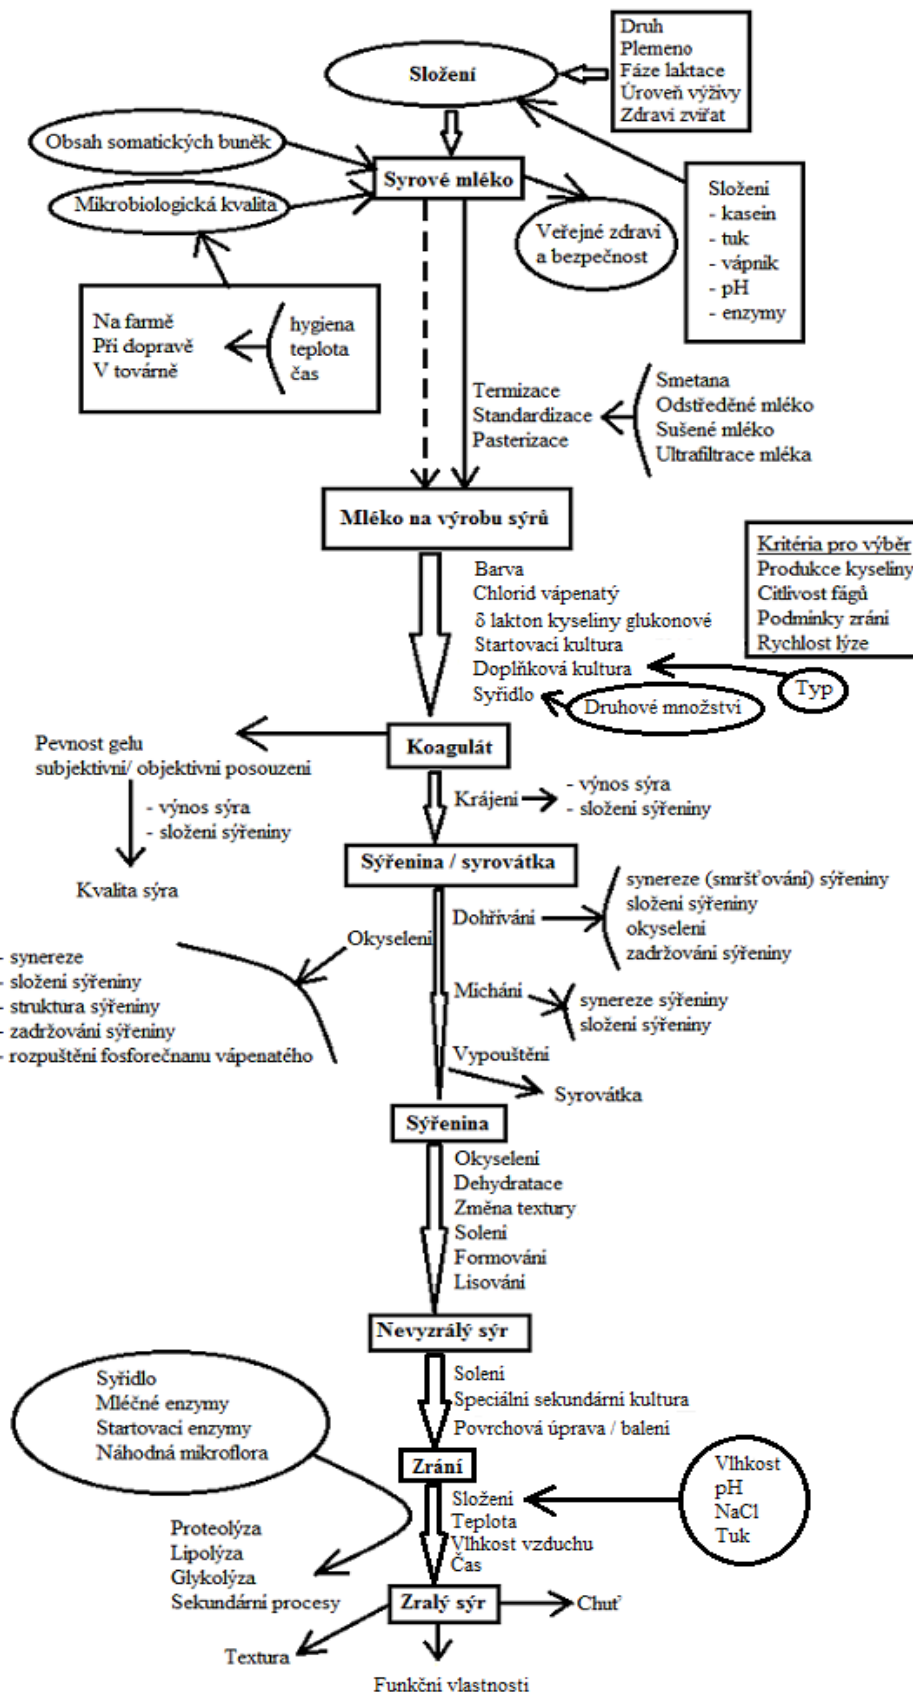 Druh
Plemeno
Fáze laktace
Úroveň výživy
Zdraví zvířat
Složení
Obsah somatických buněk
Syrové mléko
Mikrobiologická kvalita
Veřejné zdraví
a bezpečnost
Složení
- kasein
- tuk
- vápník
- pH
- enzymy
Na farmě
Při dopravě
V továrně
hygiena
teplota
čas
Termizace
Standardizace
Pasterizace
Smetana
Odstředěné mléko
Sušené mléko
Ultrafiltrace mléka
Mléko na výrobu sýrů
Kritéria pro výběr
Produkce kyseliny
Citlivost fágů
Podmínky zrání
Rychlost lýze
Barva
Chlorid vápenatý
δ lakton kyseliny glukonové
Startovací kultura
Doplňková kultura
Syřidlo
Typ
Druhové množství
Koagulát
Pevnost gelu
subjektivní/ objektivní posouzení
- výnos sýra
- složení sýřeniny
Kvalita sýra
Krájení
- výnos sýra
- složení sýřeniny
Sýřenina / syrovátka
Dohřívání
synereze (smršťování) sýřeniny
složení sýřeniny
okyselení
zadržování sýřeniny
Okyselení
- synereze
- složení sýřeniny
- struktura sýřeniny
- zadržování sýřeniny
- rozpuštění fosforečnanu vápenatého
Míchání
synereze sýřeniny
složení sýřeniny
Vypouštění
Syrovátka
Sýřenina
Okyselení
Dehydratace
Změna textury
Solení
Formování
Lisování
Nevyzrálý sýr
Solení
Speciální sekundární kultura
Povrchová úprava / balení
Syřidlo
Mléčné enzymy
Startovací enzymy
Náhodná mikroflora
Zrání
Složení
Teplota
Vlhkost vzduchu
Čas
Vlhkost
pH
NaCl
Tuk
Proteolýza
Lipolýza
Glykolýza
Sekundární procesy
Zralý sýr
Chuť
Textura
Funkční vlastnosti